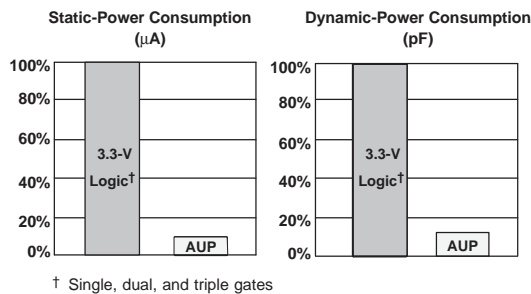 Static-Power Consumption
(μA)
100%
80%
60%
40%
20%
0%
3.3-V
Logic†
AUP
Dynamic-Power Consumption
(pF)
100%
80%
60%
40%
20%
0%
3.3-V
Logic†
AUP
† Single, dual, and triple gates